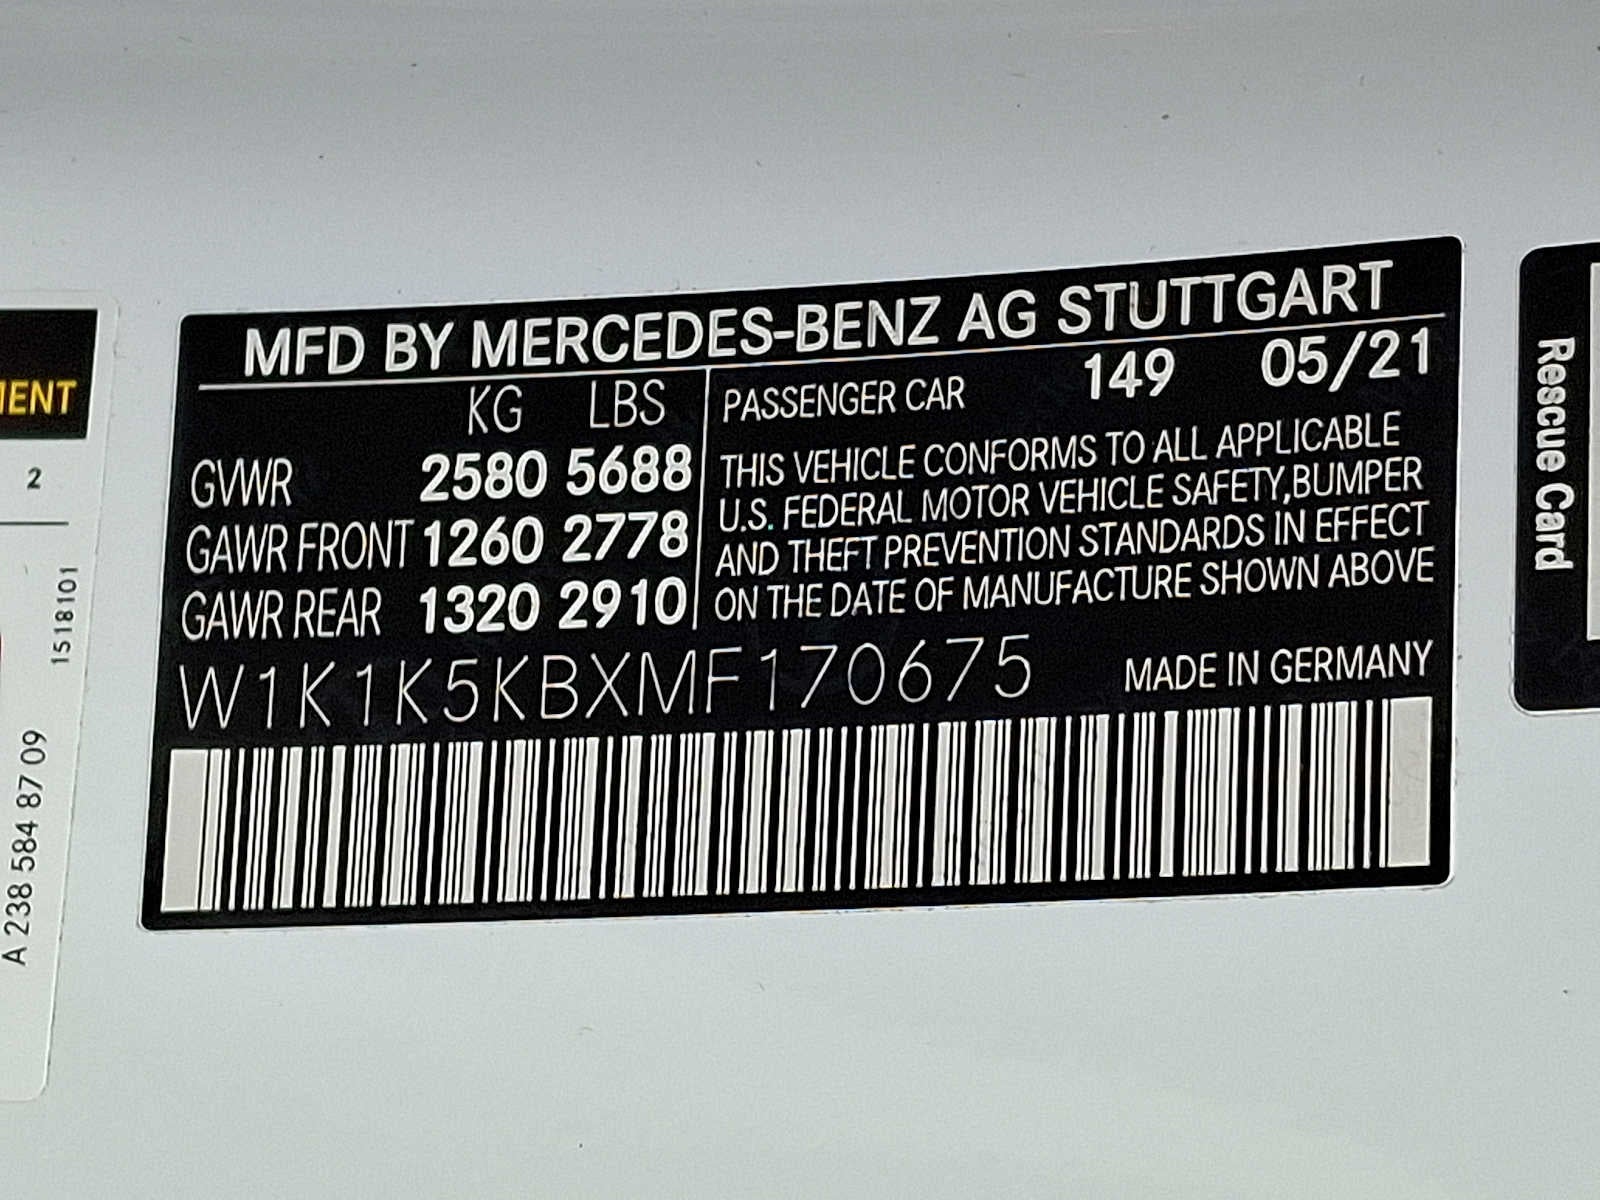 MFD BY MERCEDES-BENZ AG STUTTGART
KG LBS
GVWR 2580 5688
GAWR FRONT 1260 2778
GAWR REAR 1320 2910
PASSENGER CAR 149 05/21
THIS VEHICLE CONFORMS TO ALL APPLICABLE
U.S. FEDERAL MOTOR VEHICLE SAFETY,BUMPER
AND THEFT PREVENTION STANDARDS IN EFFECT
ON THE DATE OF MANUFACTURE SHOWN ABOVE
W1K1K5KBXMF170675
MADE IN GERMANY
2
1518101
A 238 584 87 09
Rescue Card